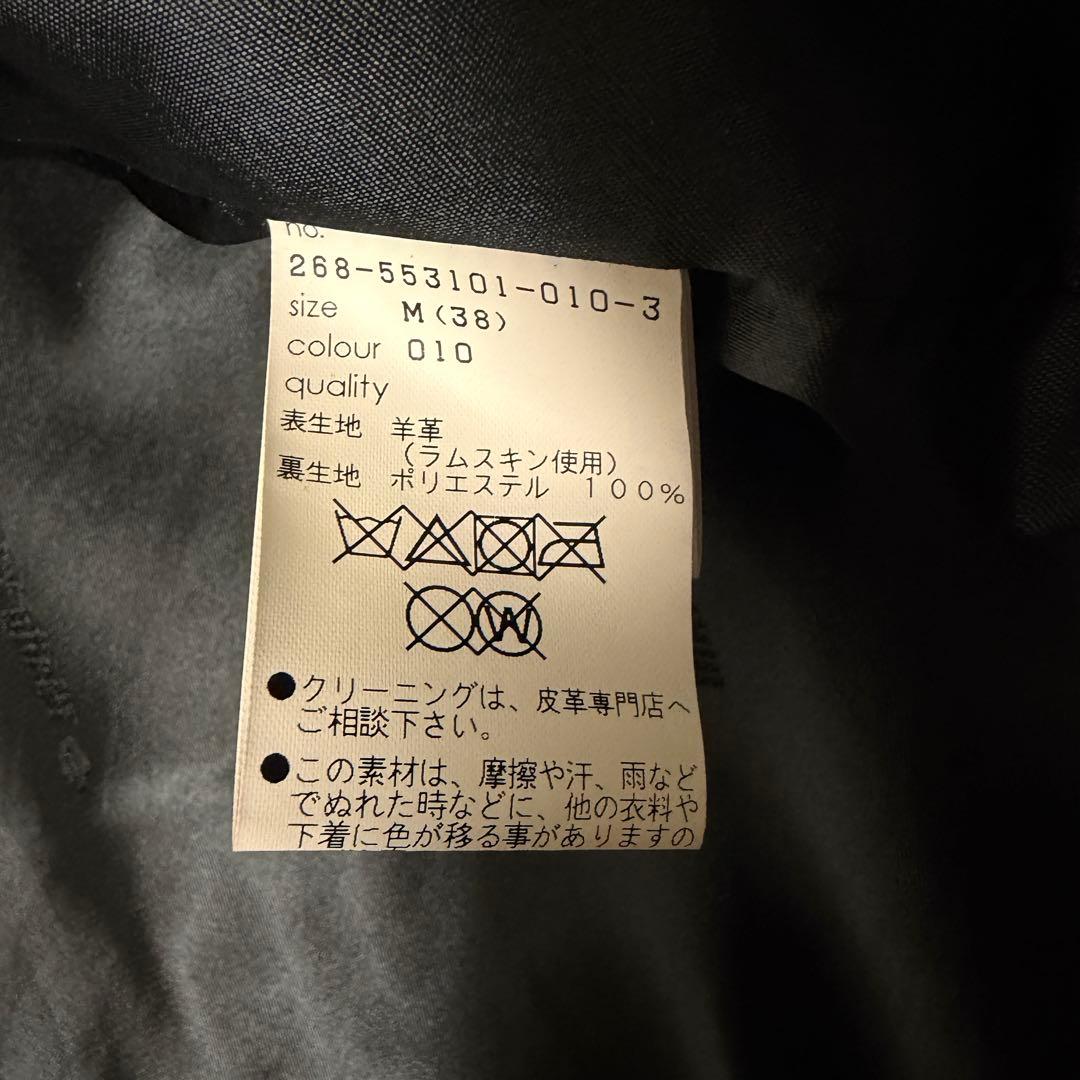 no.
268-553101-010-3
size M(38)
colour 010
quality
表生地 羊革
(ラムスキン使用)
裏生地 ポリエステル 100%
W
●クリーニングは、皮革専門店へ
ご相談下さい。
●この素材は、摩擦や汗、雨など
でぬれた時などに、他の衣料や
下着に色が移る事がありますの